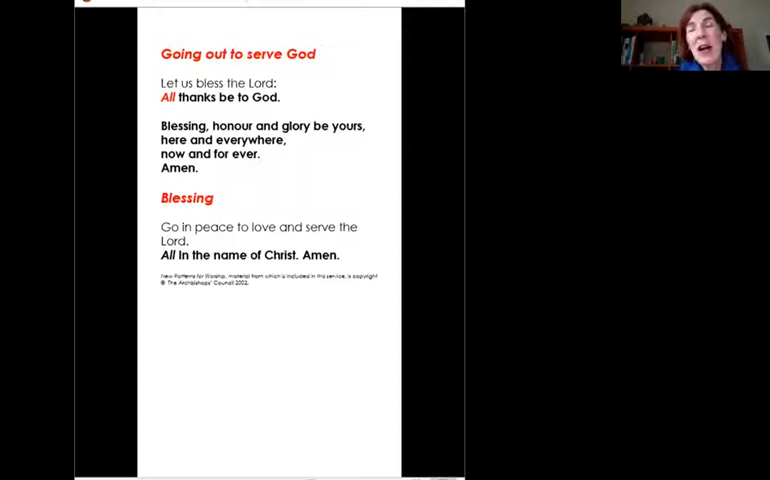 Going out to serve God
Let us bless the Lord:
All thanks be to God.
Blessing, honour and glory be yours,
here and everywhere,
now and for ever.
Amen.
Blessing
Go in peace to love and serve the
Lord.
All In the name of Christ. Amen.
New Patterns for Worship, material from which is included in this service, is copyright
© The Archbishops' Council 2002.